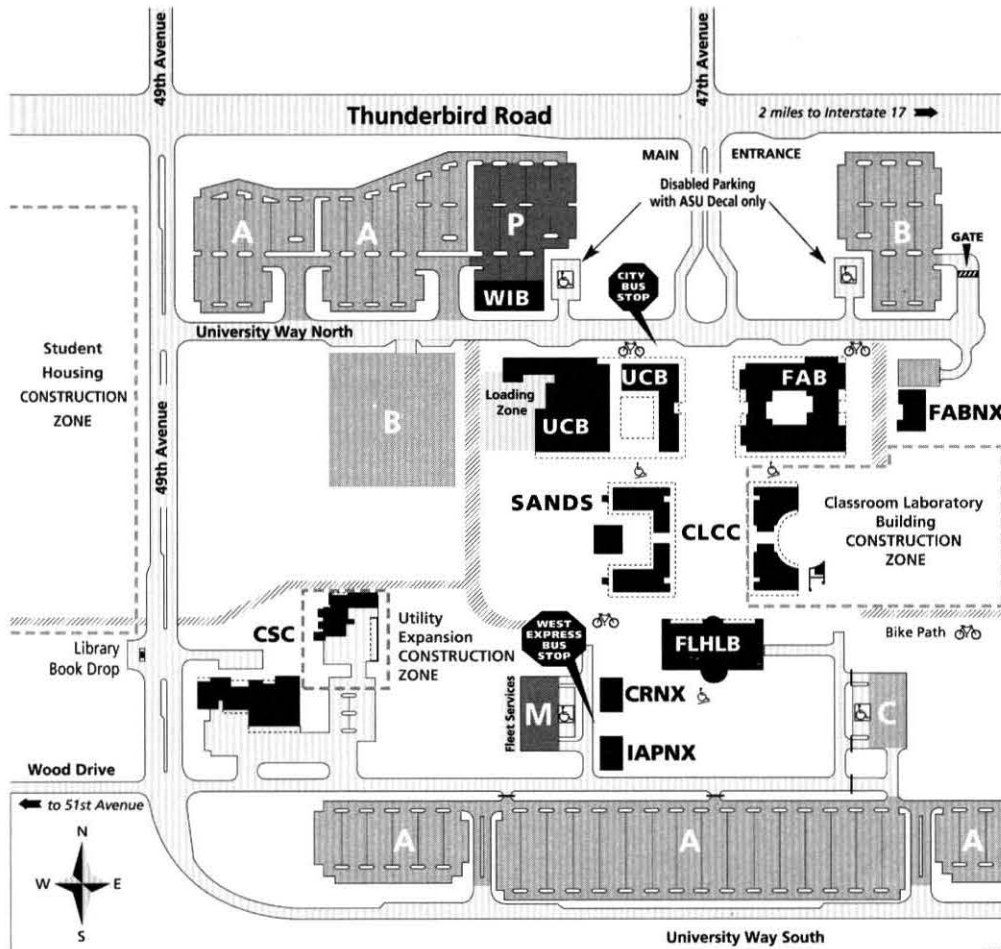 49th Avenue
47th Avenue
Thunderbird Road
2 miles to Interstate 17
MAIN
ENTRANCE
Disabled Parking
with ASU Decal only
A
A
P
B
GATE
WIB
CITY
BUS
STOP
University Way North
Student
Housing
CONSTRUCTION
ZONE
49th Avenue
B
Loading
Zone
UCB
UCB
FAB
FABNX
SANDS
CLCC
Classroom Laboratory
Building
CONSTRUCTION
ZONE
CSC
Utility
Expansion
CONSTRUCTION
ZONE
WEST
EXPRESS
BUS
STOP
FLHLB
Bike Path
Library
Book Drop
Fleet Services
M
CRNX
C
IAPNX
Wood Drive
to 51st Avenue
A
A
A
N
W
E
S
University Way South